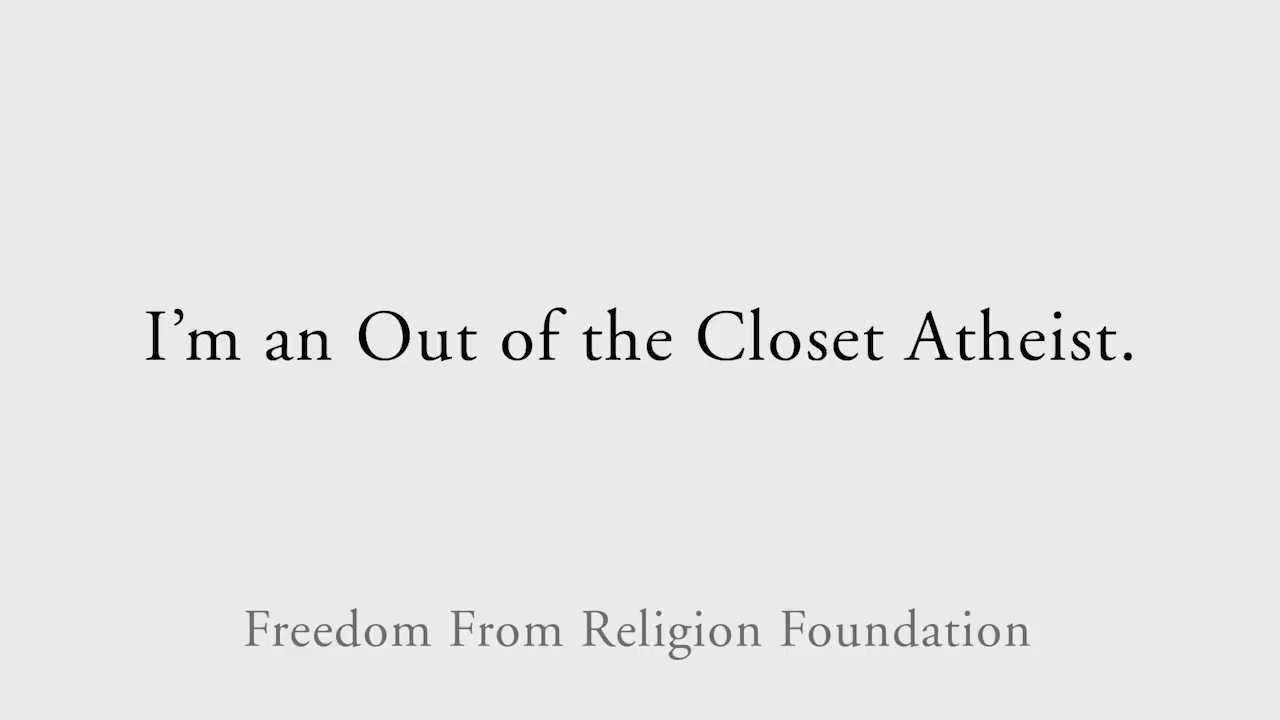 I’m an Out of the Closet Atheist.
Freedom From Religion Foundation